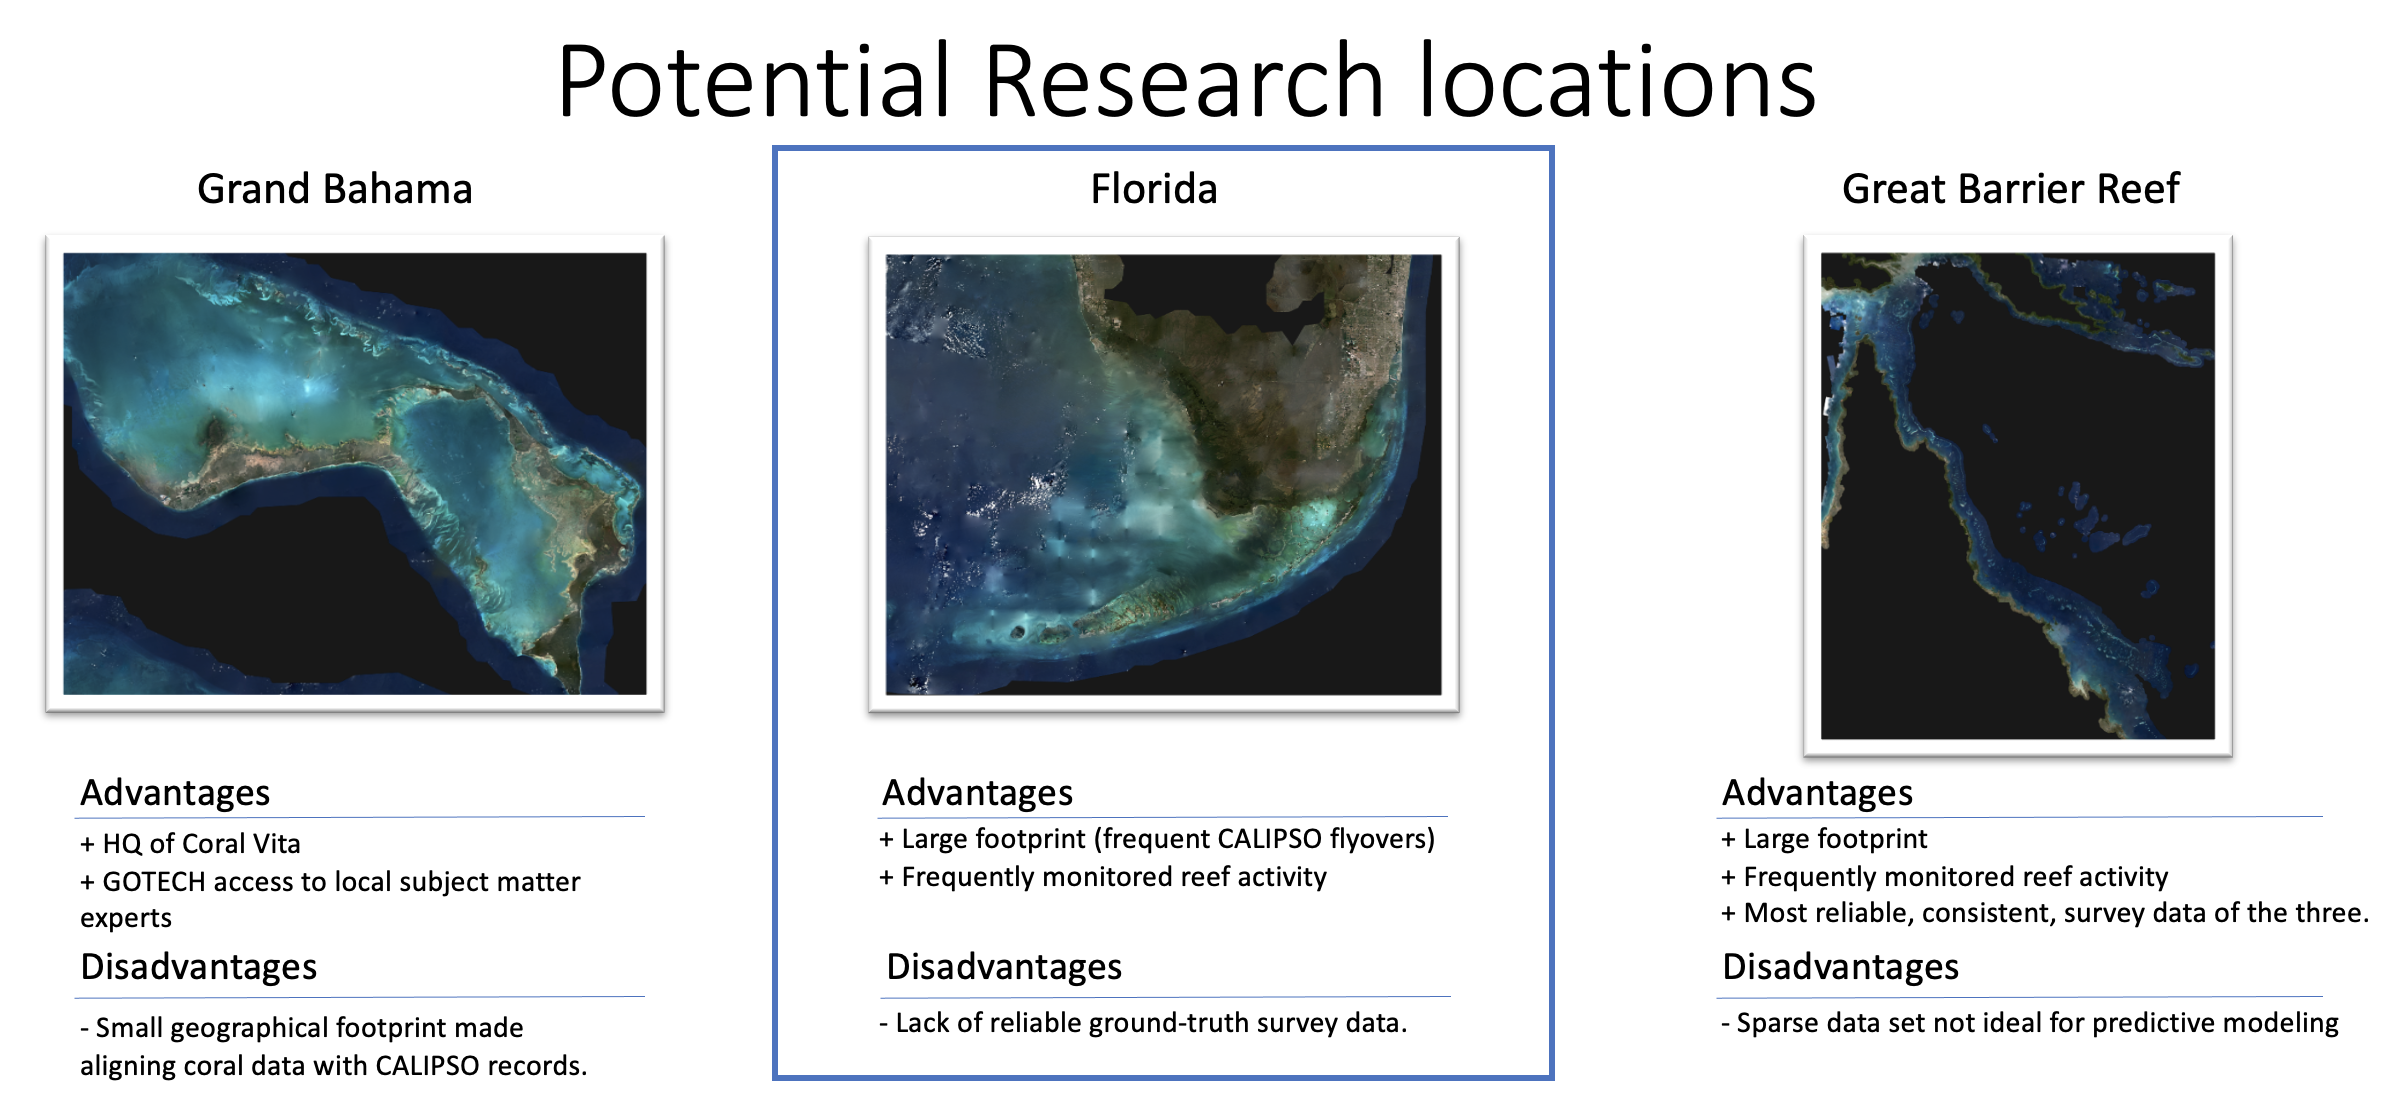 Potential Research locations
Grand Bahama
Advantages
+ HQ of Coral Vita
+ GOTECH access to local subject matter
experts
Disadvantages
- Small geographical footprint made
aligning coral data with CALIPSO records.
Florida
Advantages
+ Large footprint (frequent CALIPSO flyovers)
+ Frequently monitored reef activity
Disadvantages
- Lack of reliable ground-truth survey data.
Great Barrier Reef
Advantages
+ Large footprint
+ Frequently monitored reef activity
+ Most reliable, consistent, survey data of the three.
Disadvantages
- Sparse data set not ideal for predictive modeling